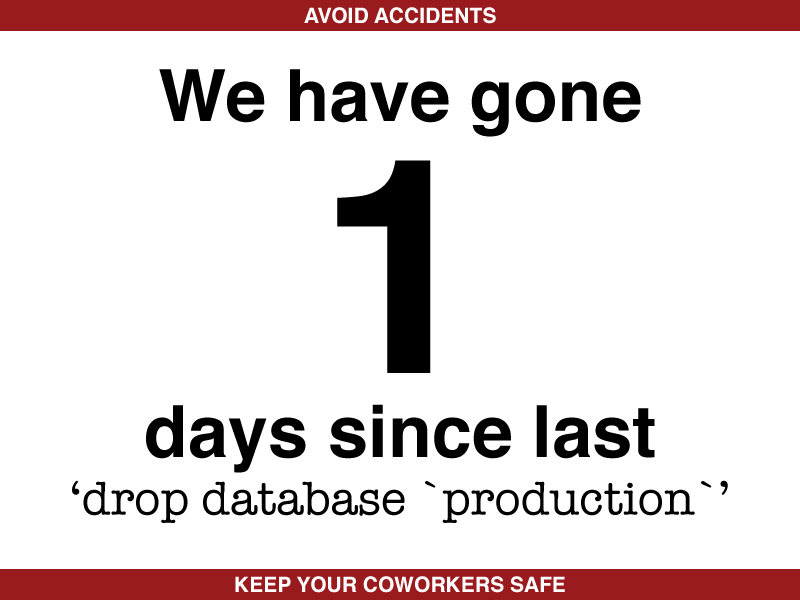 AVOID ACCIDENTS
We have gone
1
days since last
‘drop database `production`’
KEEP YOUR COWORKERS SAFE